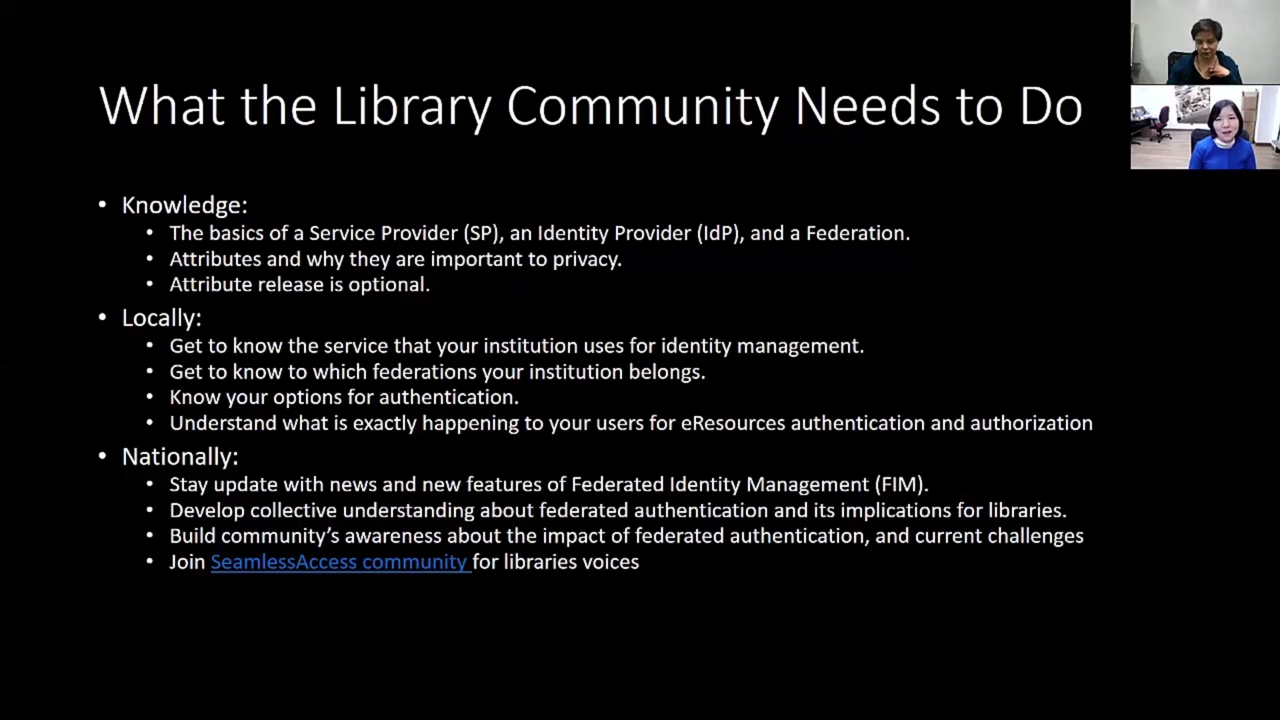 What the Library Community Needs to Do
• Knowledge:
• The basics of a Service Provider (SP), an Identity Provider (IdP), and a Federation.
• Attributes and why they are important to privacy.
• Attribute release is optional.
• Locally:
• Get to know the service that your institution uses for identity management.
• Get to know to which federations your institution belongs.
• Know your options for authentication.
• Understand what is exactly happening to your users for eResources authentication and authorization
• Nationally:
• Stay update with news and new features of Federated Identity Management (FIM).
• Develop collective understanding about federated authentication and its implications for libraries.
• Build community’s awareness about the impact of federated authentication, and current challenges
• Join SeamlessAccess community for libraries voices